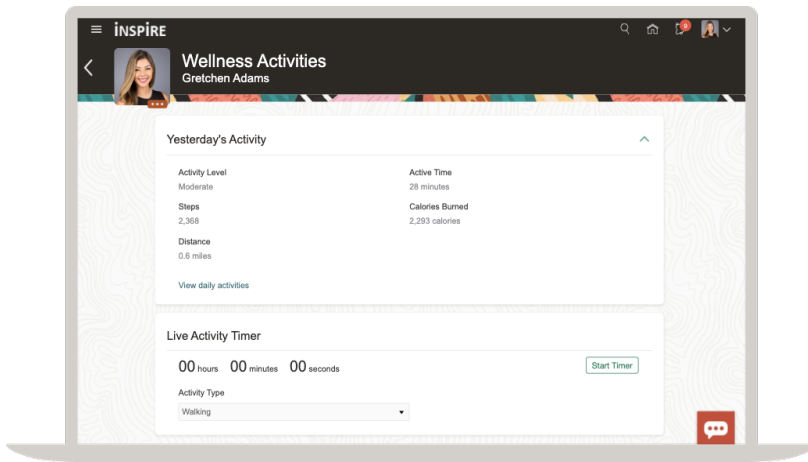 iNSPiRE
9
Wellness Activities
Gretchen Adams
Yesterday's Activity
Activity Level
Moderate
Active Time
28 minutes
Steps
2,368
Calories Burned
2,293 calories
Distance
0.6 miles
View daily activities
Live Activity Timer
00 hours 00 minutes 00 seconds
Start Timer
Activity Type
Walking